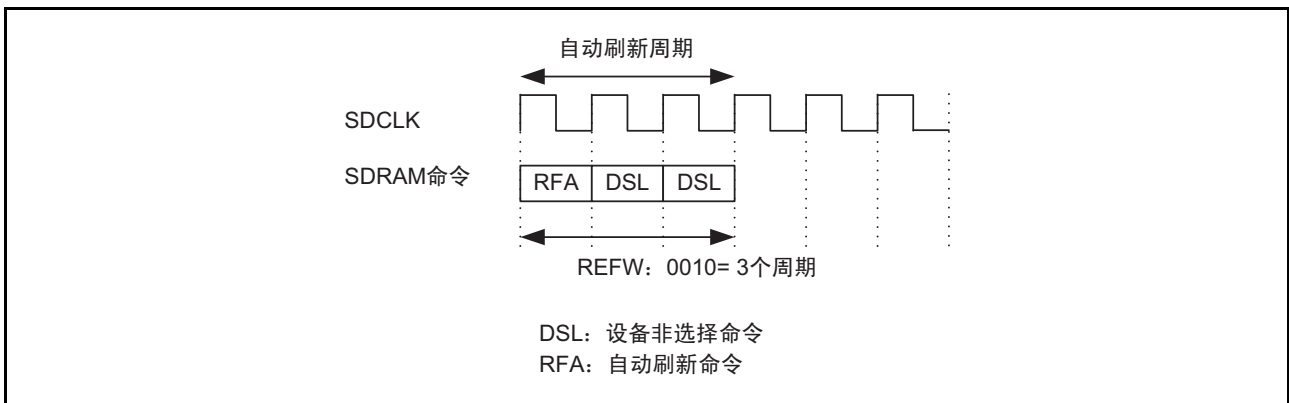 自动刷新周期
SDCLK
SDRAM命令
RFA DSL DSL
REFW：0010= 3个周期
DSL：设备非选择命令
RFA：自动刷新命令